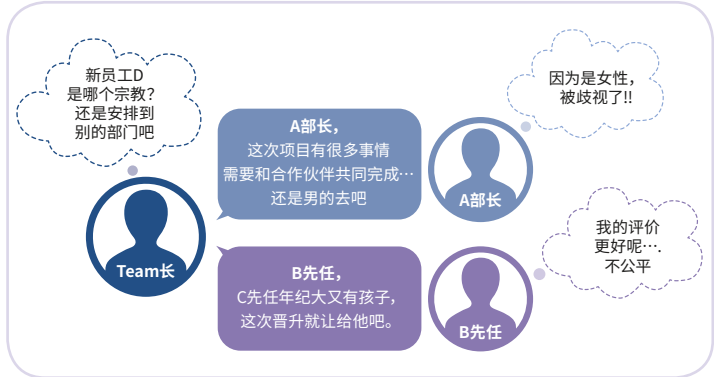 新员工D
是哪个宗教？
还是安排到
别的部门吧
Team长
A部长，
这次项目有很多事情
需要和合作伙伴共同完成…
还是男的去吧
A部长
因为是女性，
被歧视了!!
B先任，
C先任年纪大又有孩子，
这次晋升就让给他吧。
B先任
我的评价
更好呢….
不公平